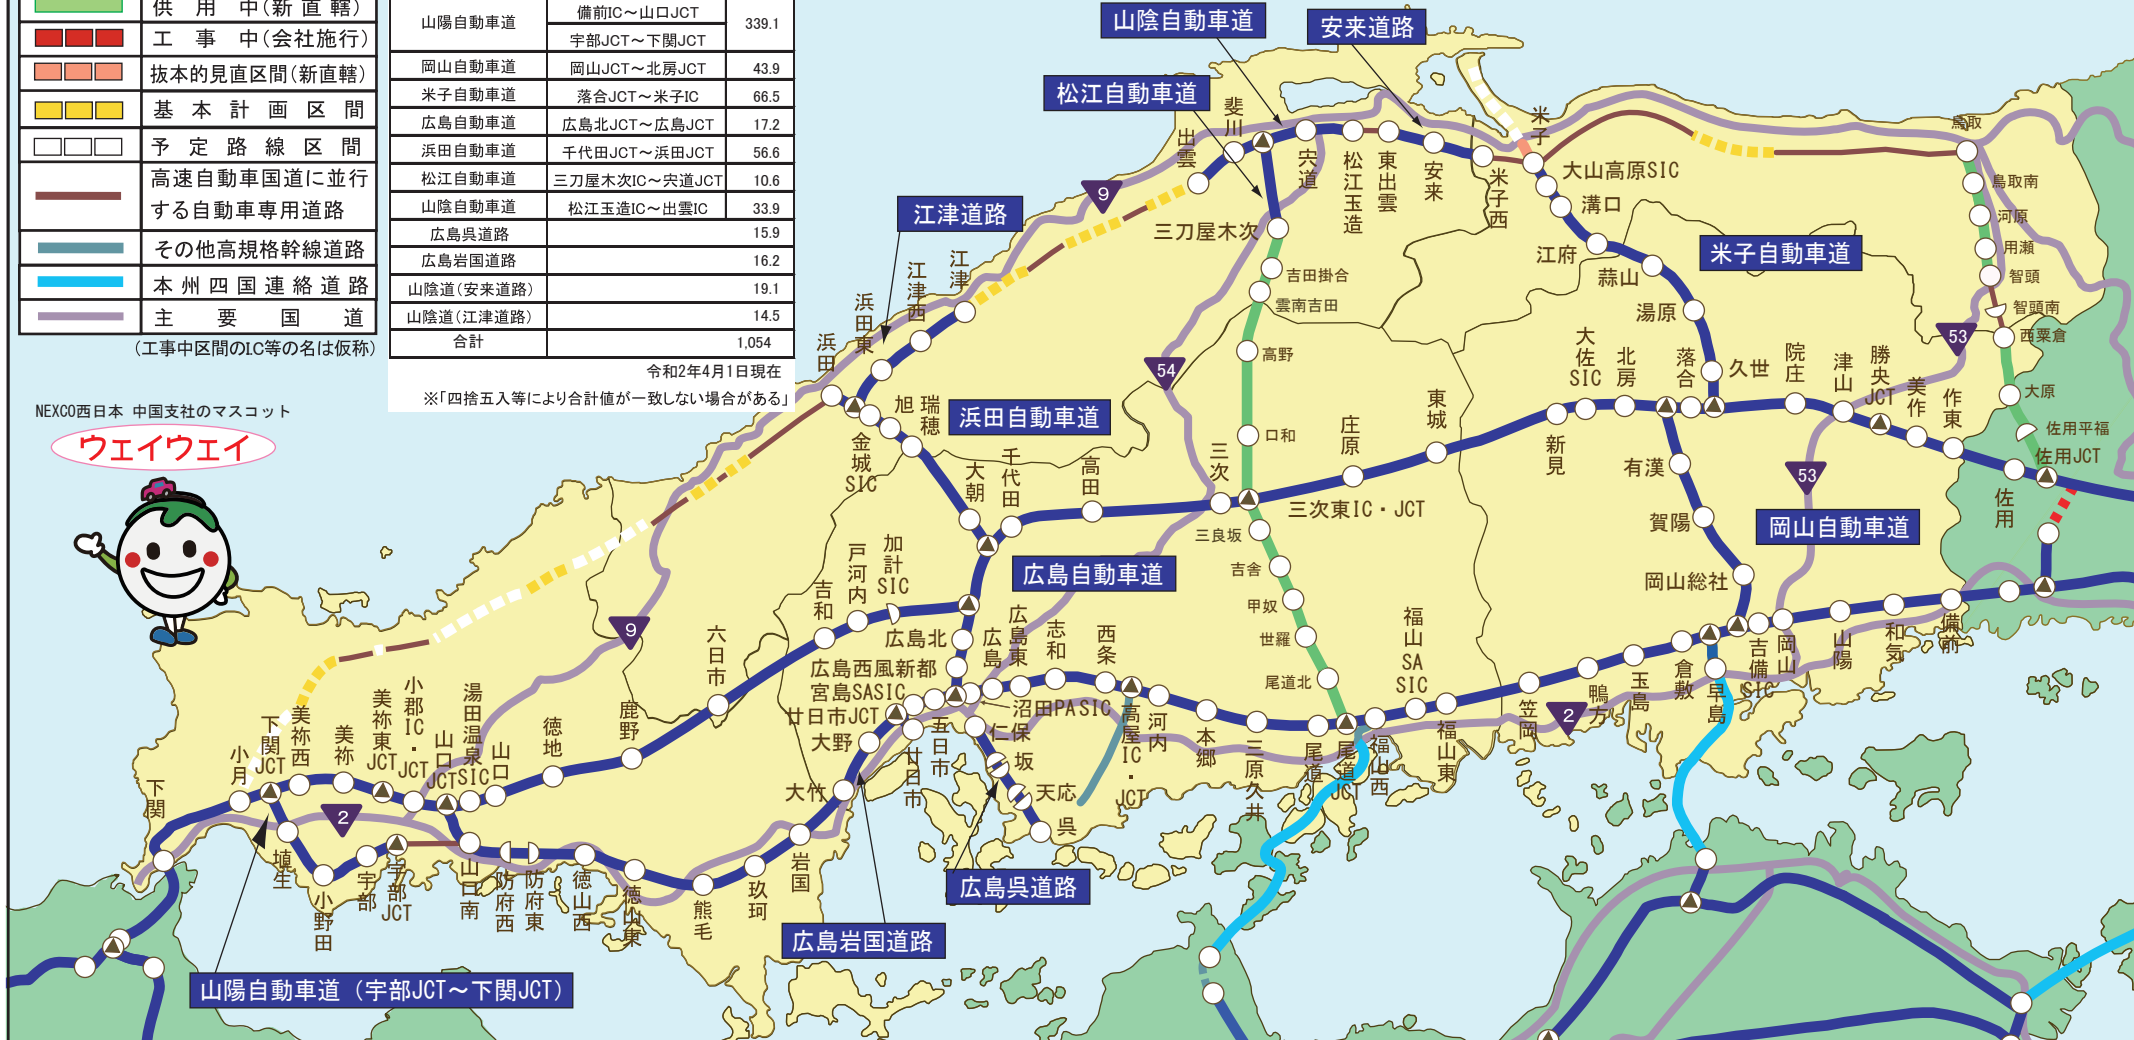 供用中(新直轄)
工事中(会社施行)
抜本的見直区間(新直轄)
基本計画区間
予定路線区間
高速自動車国道に並行
する自動車専用道路
その他高規格幹線道路
本州四国連絡道路
主要国道
(工事中区間のI.C等の名は仮称)
山陽自動車道 備前IC～山口JCT 339.1
宇部JCT～下関JCT
岡山自動車道 岡山JCT～北房JCT 43.9
米子自動車道 落合JCT～米子IC 66.5
広島自動車道 広島北JCT～広島JCT 17.2
浜田自動車道 千代田JCT～浜田JCT 56.6
松江自動車道 三刀屋木次IC～宍道JCT 10.6
山陰自動車道 松江玉造IC～出雲IC 33.9
広島呉道路 15.9
広島岩国道路 16.2
山陰道(安来道路) 19.1
山陰道(江津道路) 14.5
合計 1,054
令和2年4月1日現在
※「四捨五入等により合計値が一致しない場合がある」
NEXCO西日本 中国支社のマスコット
ウェイウェイ
山陰自動車道
安来道路
松江自動車道
江津道路
米子自動車道
浜田自動車道
岡山自動車道
広島自動車道
広島呉道路
広島岩国道路
山陽自動車道（宇部JCT～下関JCT）
9
54
53
53
9
2
2
出雲
斐川
宍道
松江玉造
東出雲
安来
米子西
米子
大山高原SIC
溝口
江府
蒜山
湯原
久世
落合
鳥取
鳥取南
河原
用瀬
智頭
智頭南
西粟倉
大原
佐用平福
佐用JCT
佐用
三刀屋木次
吉田掛合
雲南吉田
高野
口和
三次
三次東IC・JCT
三良坂
吉舎
甲奴
世羅
尾道北
江津
江津西
浜田東
浜田
金城SIC
旭
瑞穂
大朝
千代田
高田
庄原
東城
新見
大佐SIC
北房
院庄
津山
勝央JCT
美作
作東
有漢
賀陽
岡山総社
下関
小月
下関JCT
美祢西
美祢
美祢東JCT
小郡IC・JCT
山口JCT
湯田温泉SIC
山口
徳地
鹿野
六日市
吉和
戸河内
加計SIC
広島北
広島西風新都
宮島SASIC
廿日市JCT
大野
大竹
廿日市
五日市
広島
広島東
志和
西条
沼田PASIC
仁保
坂
天応
呉
高屋IC・JCT
河内
本郷
三原久井
尾道
尾道JCT
福山西
福山SASIC
福山東
笠岡
鴨方
玉島
倉敷
早島
吉備SIC
岡山
山陽
和気
備前
埴生
小野田
宇部
宇部JCT
山口南
防府西
防府東
徳山西
徳山東
熊毛
玖珂
岩国